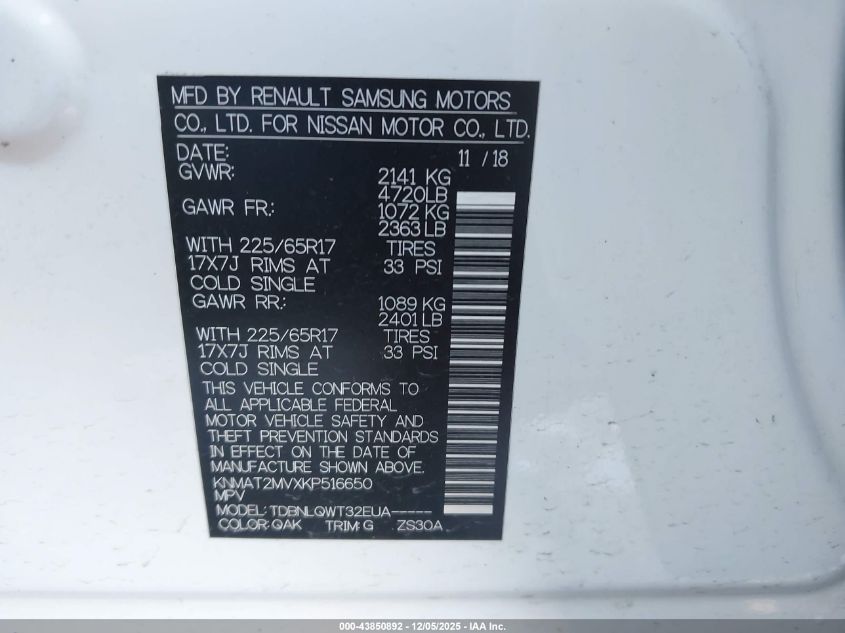 MFD BY RENAULT SAMSUNG MOTORS
CO., LTD. FOR NISSAN MOTOR CO., LTD.
DATE: 11 / 18
GVWR: 2141 KG
4720LB
GAWR FR: 1072 KG
2363 LB
WITH 225/65R17 TIRES
17X7J RIMS AT 33 PSI
COLD SINGLE
GAWR RR: 1089 KG
2401 LB
WITH 225/65R17 TIRES
17X7J RIMS AT 33 PSI
COLD SINGLE
THIS VEHICLE CONFORMS TO
ALL APPLICABLE FEDERAL
MOTOR VEHICLE SAFETY AND
THEFT PREVENTION STANDARDS
IN EFFECT ON THE DATE OF
MANUFACTURE SHOWN ABOVE.
KNMAT2MVXKP516650
MPV
MODEL: TDBNLQWT32EUA-----
COLOR: QAK TRIM: G ZS30A
000-43850892 - 12/05/2025 - IAA Inc.